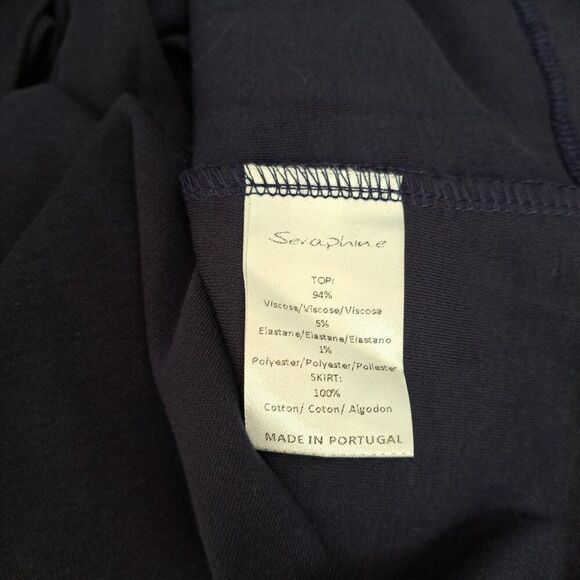 Seraphine
TOP:
94%
Viscose/Viscose/Viscosa
5%
Elastane/Elastane/Elastano
1%
Polyester/Polyester/Poliester
SKIRT:
100%
Cotton/ Coton/ Algodon
MADE IN PORTUGAL